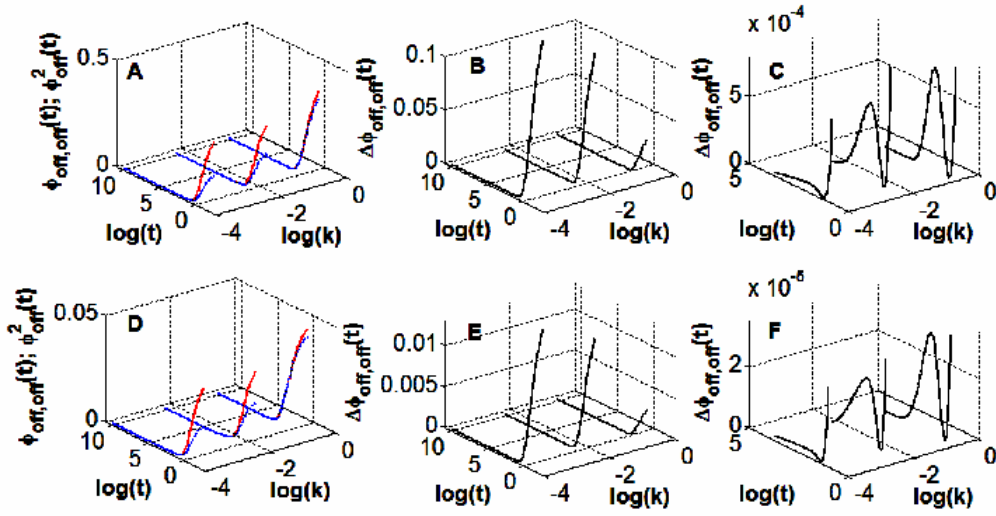 x 10⁻⁴
0.5
0
ϕoff,off(t); ϕ²off(t)
A
10
5
0
log(t)
-4
-2
0
log(k)
0.1
0.05
0
Δϕoff,off(t)
B
10
5
0
log(t)
-4
-2
0
log(k)
5
0
Δϕoff,off(t)
C
5
0
log(t)
-4
-2
0
log(k)
x 10⁻⁶
0.05
0
ϕoff,off(t); ϕ²off(t)
D
10
5
0
log(t)
-4
-2
0
log(k)
0.01
0.005
0
Δϕoff,off(t)
E
10
5
0
log(t)
-4
-2
0
log(k)
2
0
Δϕoff,off(t)
F
5
0
log(t)
-4
-2
0
log(k)